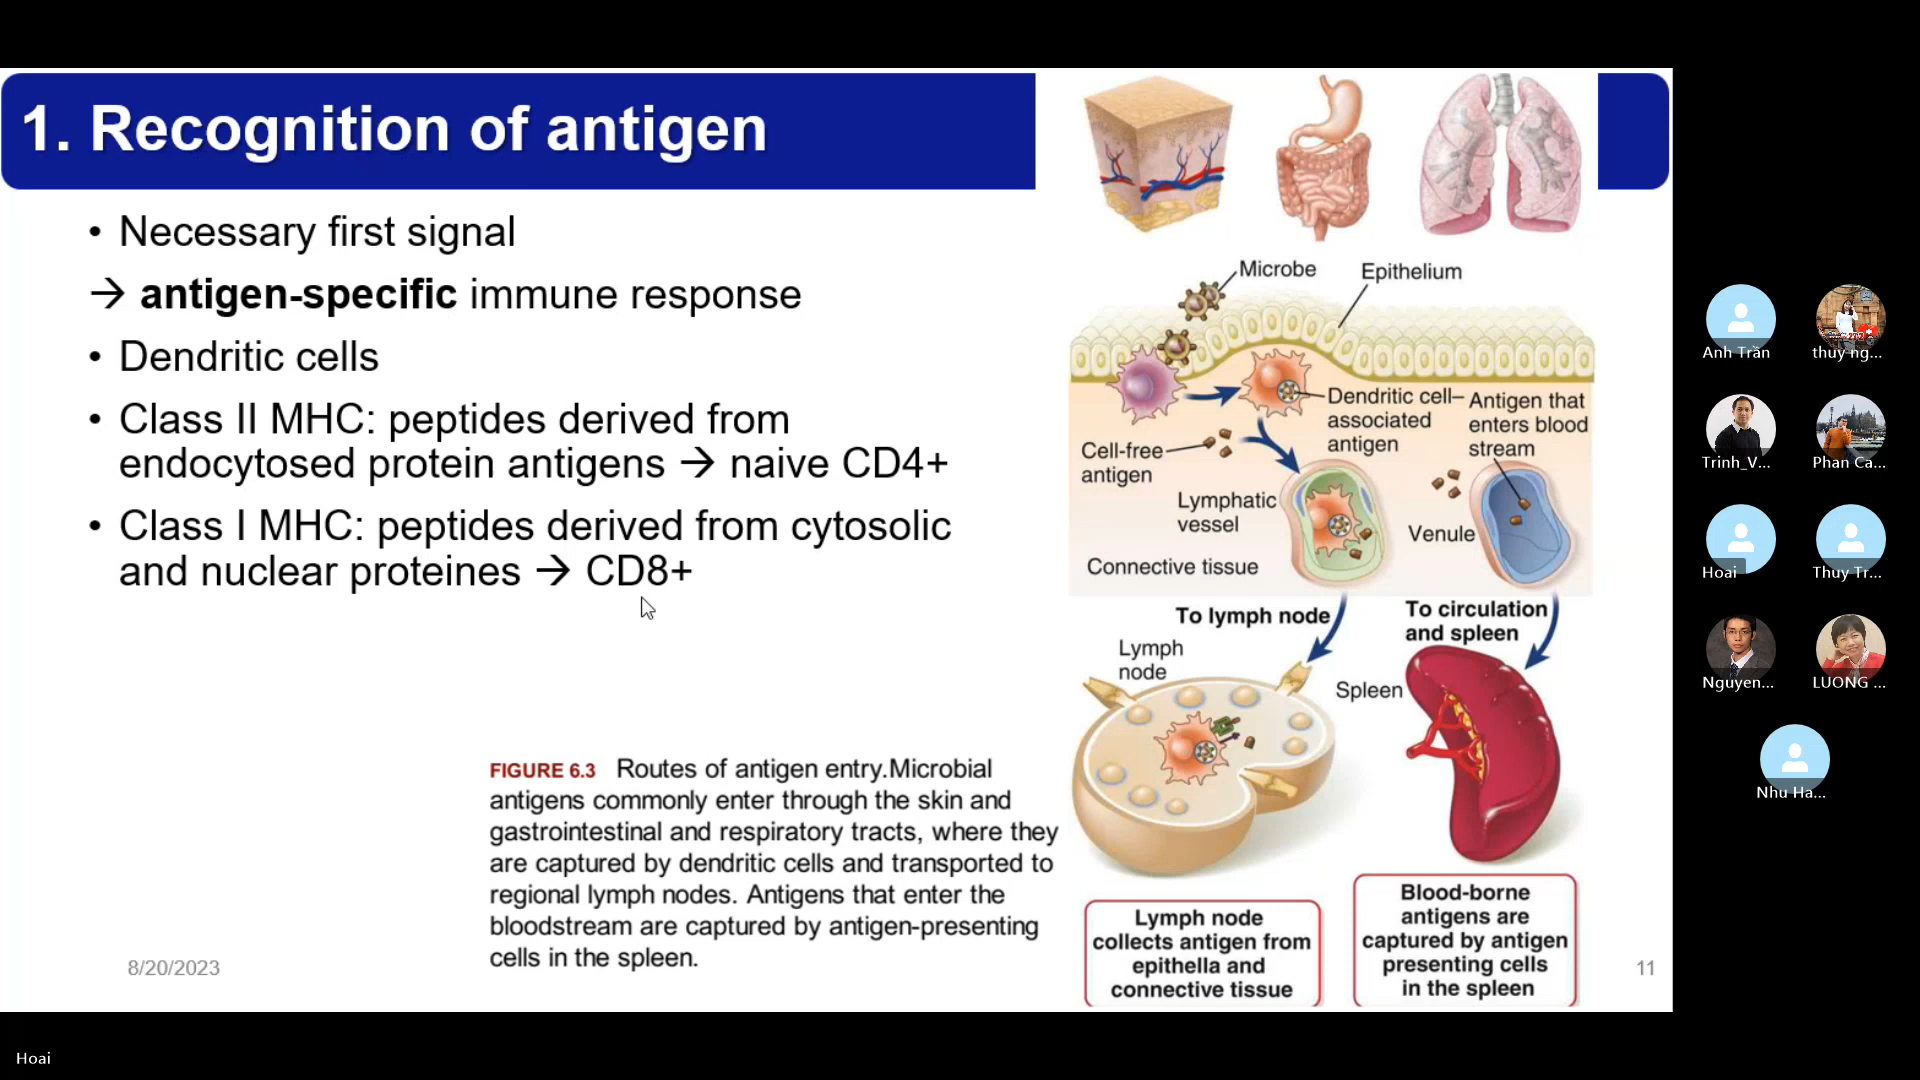 1. Recognition of antigen
• Necessary first signal
→ antigen-specific immune response
• Dendritic cells
• Class II MHC: peptides derived from
endocytosed protein antigens → naive CD4+
• Class I MHC: peptides derived from cytosolic
and nuclear proteines → CD8+
FIGURE 6.3 Routes of antigen entry.Microbial
antigens commonly enter through the skin and
gastrointestinal and respiratory tracts, where they
are captured by dendritic cells and transported to
regional lymph nodes. Antigens that enter the
bloodstream are captured by antigen-presenting
cells in the spleen.
8/20/2023
Microbe
Epithelium
Dendritic cell–
associated
antigen
Antigen that
enters blood
stream
Cell-free
antigen
Lymphatic
vessel
Venule
Connective tissue
To lymph node
To circulation
and spleen
Lymph
node
Spleen
Lymph node
collects antigen from
epithella and
connective tissue
Blood-borne
antigens are
captured by antigen
presenting cells
in the spleen
11
Anh Trần
thuy ng...
Trinh_V...
Phan Ca...
Hoai
Thuy Tr...
Nguyen...
LUONG ...
Nhu Ha...
Hoai